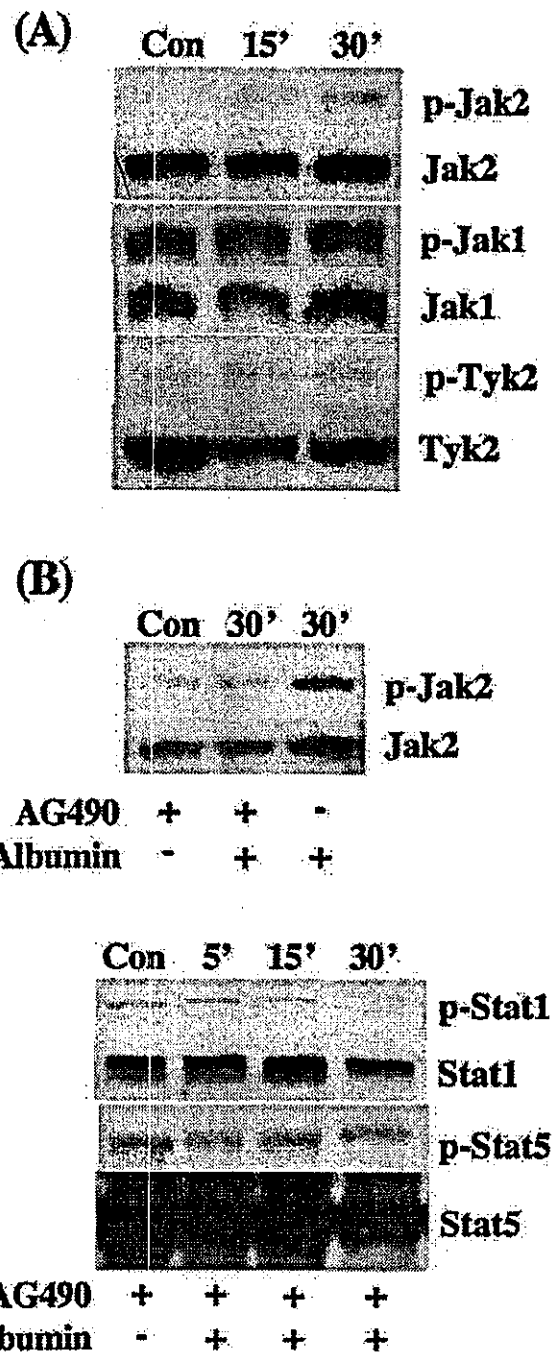 (A)
Con 15' 30'
p-Jak2
Jak2
p-Jak1
Jak1
p-Tyk2
Tyk2
(B)
Con 30' 30'
p-Jak2
Jak2
AG490 + + -
Albumin - + +
Con 5' 15' 30'
p-Stat1
Stat1
p-Stat5
Stat5
AG490 + + + +
bumin - + + +